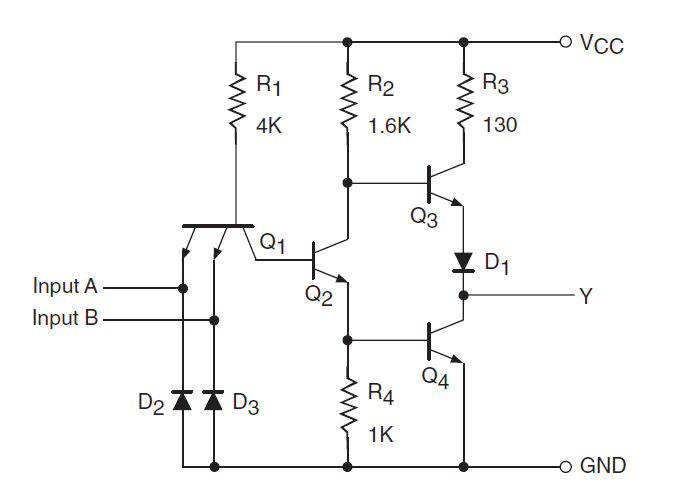 VCC
R1
4K
R2
1.6K
R3
130
Q3
Q1
D1
Input A
Input B
Q2
Y
Q4
D2
D3
R4
1K
GND